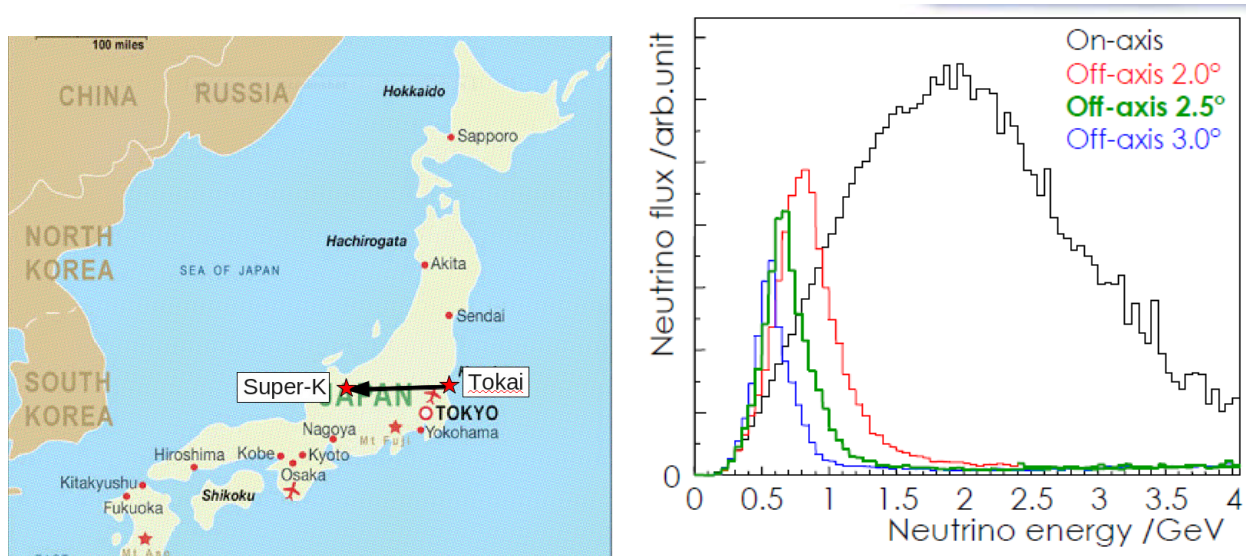 100 miles
CHINA
RUSSIA
Hokkaido
Sapporo
NORTH
KOREA
Hachirogata
SEA OF JAPAN
Akita
Sendai
SOUTH
KOREA
Super-K
JAPAN
Tokai
TOKYO
Nagoya
Mt Fuji
Yokohama
Hiroshima
Kobe
Kyoto
Osaka
Kitakyushu
Shikoku
Fukuoka
On-axis
Off-axis 2.0°
Off-axis 2.5°
Off-axis 3.0°
Neutrino flux /arb.unit
0
0 0.5 1 1.5 2 2.5 3 3.5 4
Neutrino energy /GeV